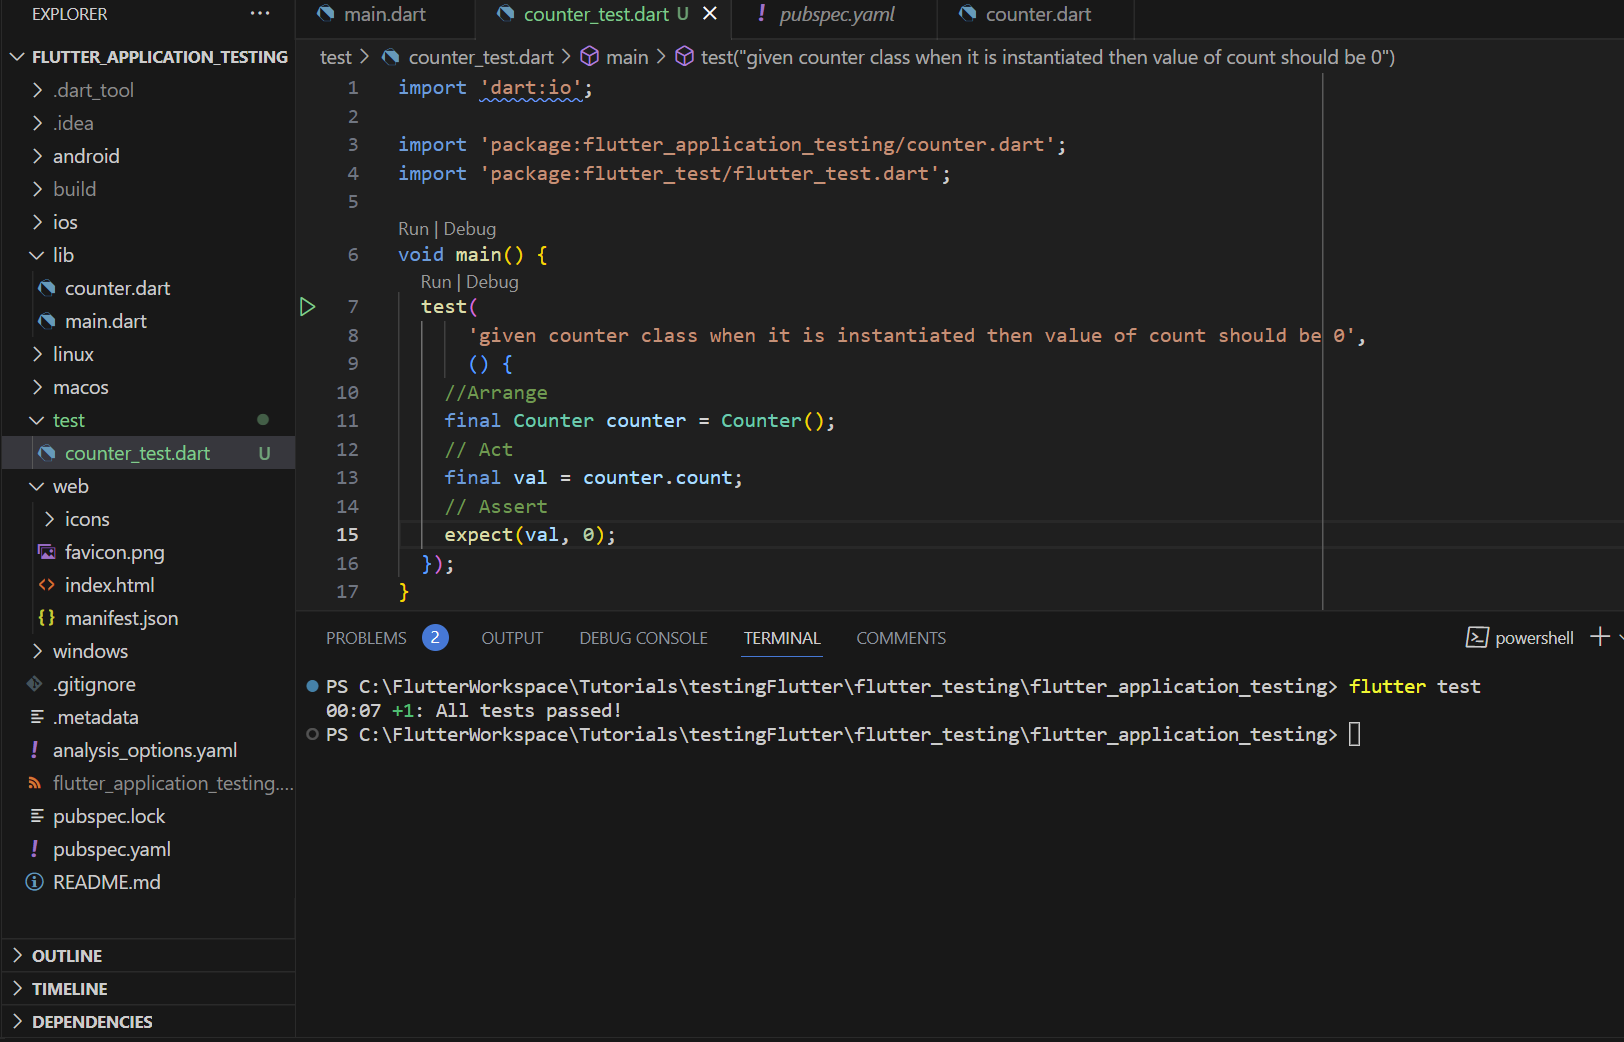 EXPLORER
FLUTTER_APPLICATION_TESTING
.dart_tool
.idea
android
build
ios
lib
counter.dart
main.dart
linux
macos
test
counter_test.dart U
web
icons
favicon.png
index.html
manifest.json
windows
.gitignore
.metadata
analysis_options.yaml
flutter_application_testing....
pubspec.lock
pubspec.yaml
README.md
OUTLINE
TIMELINE
DEPENDENCIES
main.dart
counter_test.dart U
pubspec.yaml
counter.dart
test > counter_test.dart > main > test("given counter class when it is instantiated then value of count should be 0")
1 import 'dart:io';
2
3 import 'package:flutter_application_testing/counter.dart';
4 import 'package:flutter_test/flutter_test.dart';
5
Run | Debug
6 void main() {
Run | Debug
7 test(
8 'given counter class when it is instantiated then value of count should be 0',
9 () {
10 //Arrange
11 final Counter counter = Counter();
12 // Act
13 final val = counter.count;
14 // Assert
15 expect(val, 0);
16 });
17 }
PROBLEMS 2 OUTPUT DEBUG CONSOLE TERMINAL COMMENTS
powershell
PS C:\FlutterWorkspace\Tutorials\testingFlutter\flutter_testing\flutter_application_testing> flutter test
00:07 +1: All tests passed!
PS C:\FlutterWorkspace\Tutorials\testingFlutter\flutter_testing\flutter_application_testing>